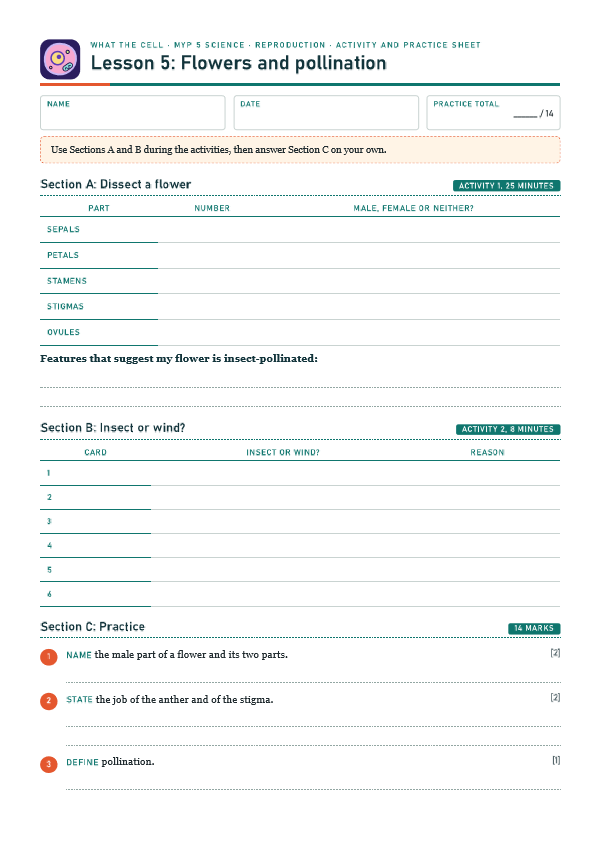 WHAT THE CELL · MYP 5 SCIENCE · REPRODUCTION · ACTIVITY AND PRACTICE SHEET
Lesson 5: Flowers and pollination
NAME
DATE
PRACTICE TOTAL
_____ / 14
Use Sections A and B during the activities, then answer Section C on your own.
Section A: Dissect a flower
ACTIVITY 1, 25 MINUTES
PART NUMBER MALE, FEMALE OR NEITHER?
SEPALS
PETALS
STAMENS
STIGMAS
OVULES
Features that suggest my flower is insect-pollinated:
Section B: Insect or wind?
ACTIVITY 2, 8 MINUTES
CARD INSECT OR WIND? REASON
1
2
3
4
5
6
Section C: Practice
14 MARKS
1 NAME the male part of a flower and its two parts. [2]
2 STATE the job of the anther and of the stigma. [2]
3 DEFINE pollination. [1]